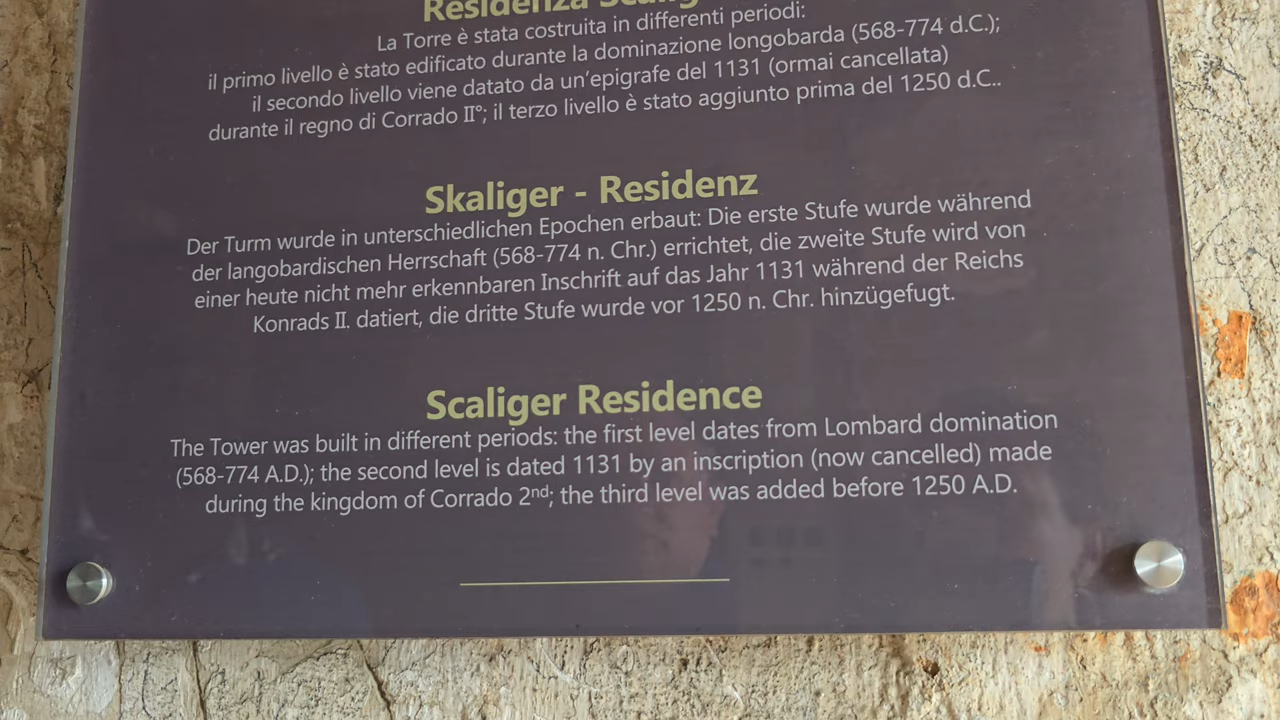 Residenza Scalig
La Torre è stata costruita in differenti periodi:
il primo livello è stato edificato durante la dominazione longobarda (568-774 d.C.);
il secondo livello viene datato da un'epigrafe del 1131 (ormai cancellata)
durante il regno di Corrado II°; il terzo livello è stato aggiunto prima del 1250 d.C..
Skaliger - Residenz
Der Turm wurde in unterschiedlichen Epochen erbaut: Die erste Stufe wurde während
der langobardischen Herrschaft (568-774 n. Chr.) errichtet, die zweite Stufe wird von
einer heute nicht mehr erkennbaren Inschrift auf das Jahr 1131 während der Reichs
Konrads II. datiert, die dritte Stufe wurde vor 1250 n. Chr. hinzügefugt.
Scaliger Residence
The Tower was built in different periods: the first level dates from Lombard domination
(568-774 A.D.); the second level is dated 1131 by an inscription (now cancelled) made
during the kingdom of Corrado 2nd; the third level was added before 1250 A.D.